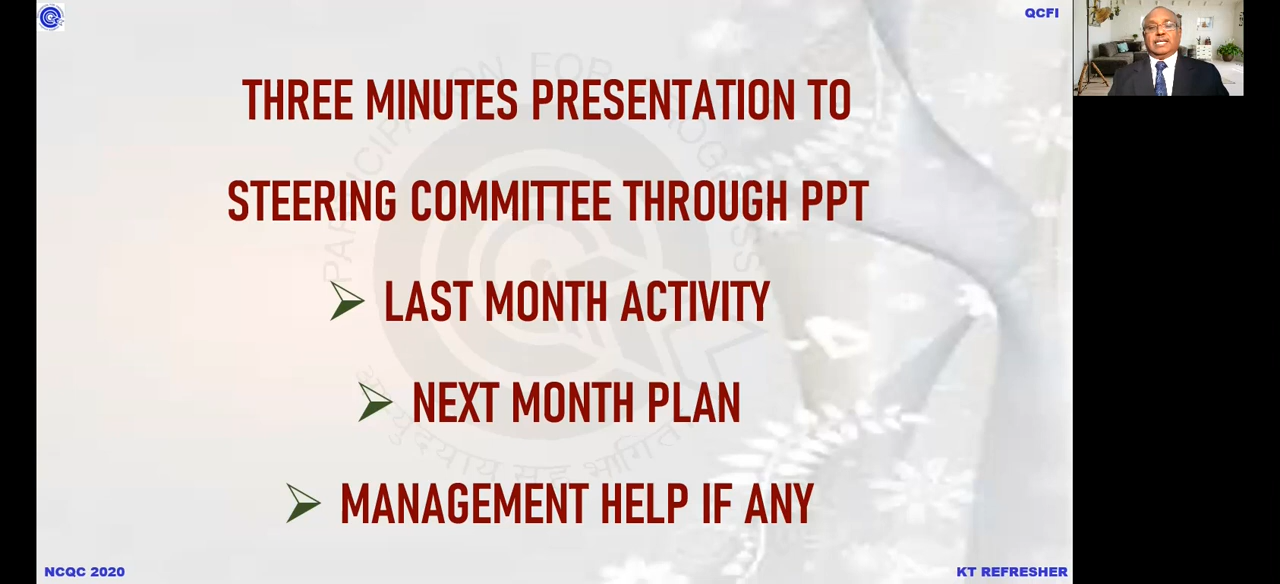 QCFI
THREE MINUTES PRESENTATION TO
STEERING COMMITTEE THROUGH PPT
LAST MONTH ACTIVITY
NEXT MONTH PLAN
MANAGEMENT HELP IF ANY
NCQC 2020
KT REFRESHER